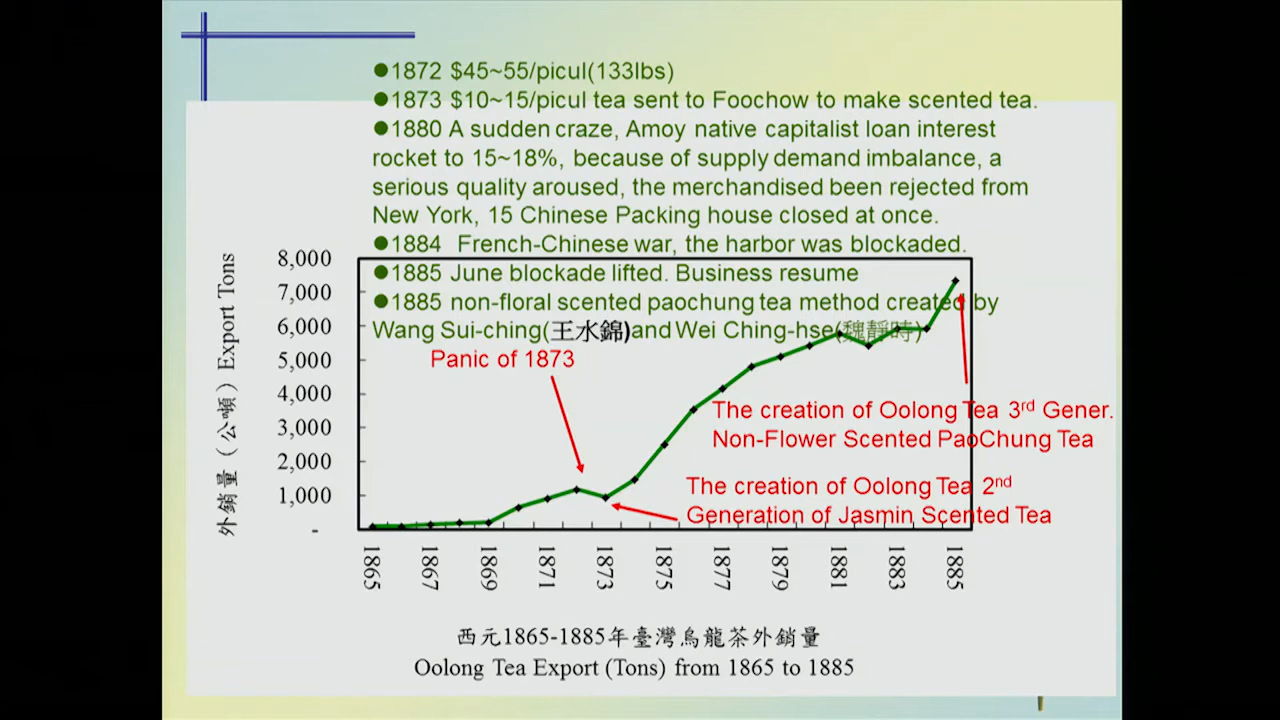 ●1872 $45~55/picul(133lbs)
●1873 $10~15/picul tea sent to Foochow to make scented tea.
●1880 A sudden craze, Amoy native capitalist loan interest
rocket to 15~18%, because of supply demand imbalance, a
serious quality aroused, the merchandised been rejected from
New York, 15 Chinese Packing house closed at once.
●1884 French-Chinese war, the harbor was blockaded.
●1885 June blockade lifted. Business resume
●1885 non-floral scented paochung tea method created by
Wang Sui-ching(王水錦)and Wei Ching-hse(魏靜時)
Panic of 1873
The creation of Oolong Tea 3rd Gener.
Non-Flower Scented PaoChung Tea
The creation of Oolong Tea 2nd
Generation of Jasmin Scented Tea
外銷量（公噸）Export Tons
8,000
7,000
6,000
5,000
4,000
3,000
2,000
1,000
-
1865
1867
1869
1871
1873
1875
1877
1879
1881
1883
1885
西元1865-1885年臺灣烏龍茶外銷量
Oolong Tea Export (Tons) from 1865 to 1885